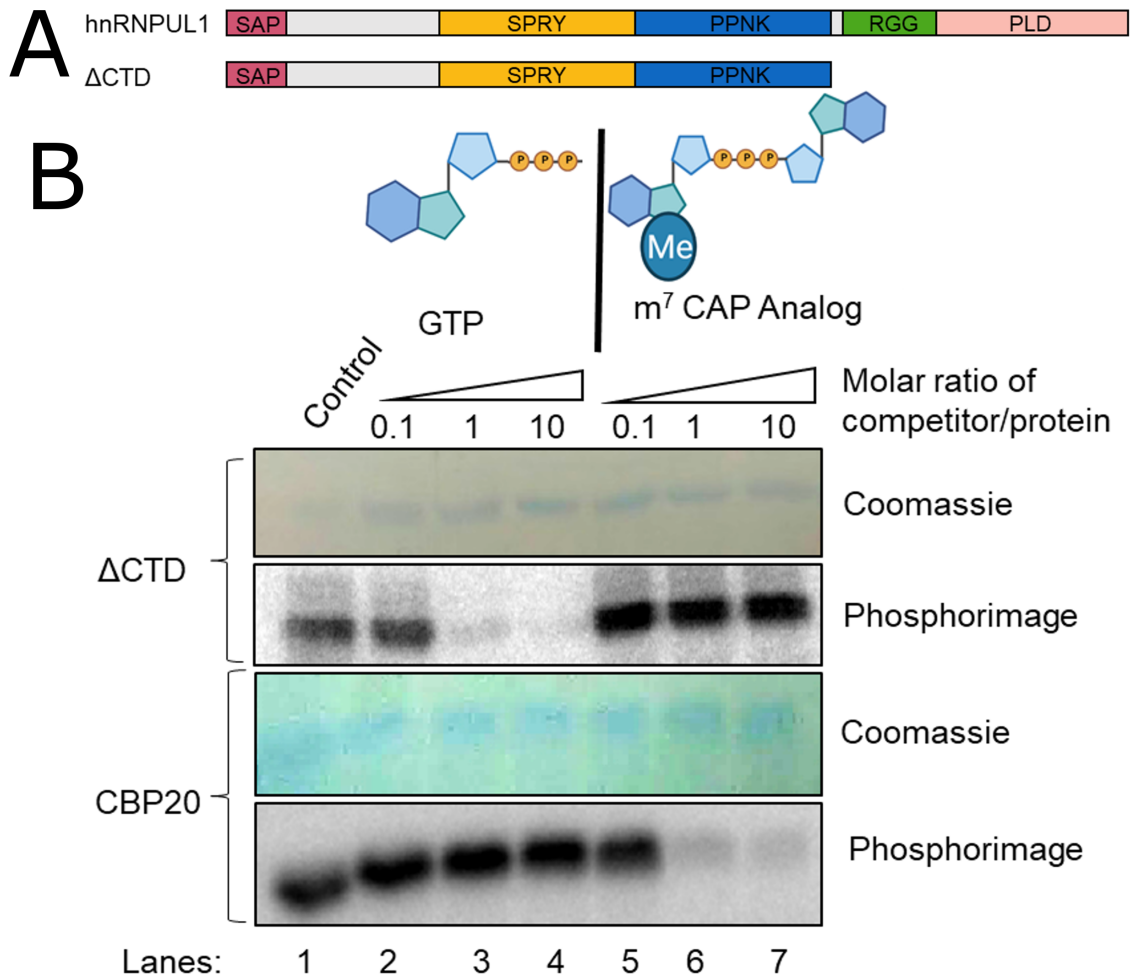 A
hnRNPUL1 SAP SPRY PPNK RGG PLD
ΔCTD SAP SPRY PPNK
B
P P P
P P P
Me
GTP
m⁷ CAP Analog
Control
0.1 1 10 0.1 1 10
Molar ratio of
competitor/protein
ΔCTD
Coomassie
Phosphorimage
CBP20
Coomassie
Phosphorimage
Lanes: 1 2 3 4 5 6 7